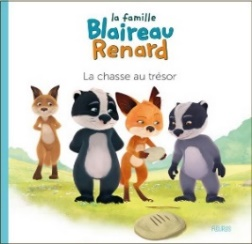 la famille
Blaireau
Renard
La chasse au trésor